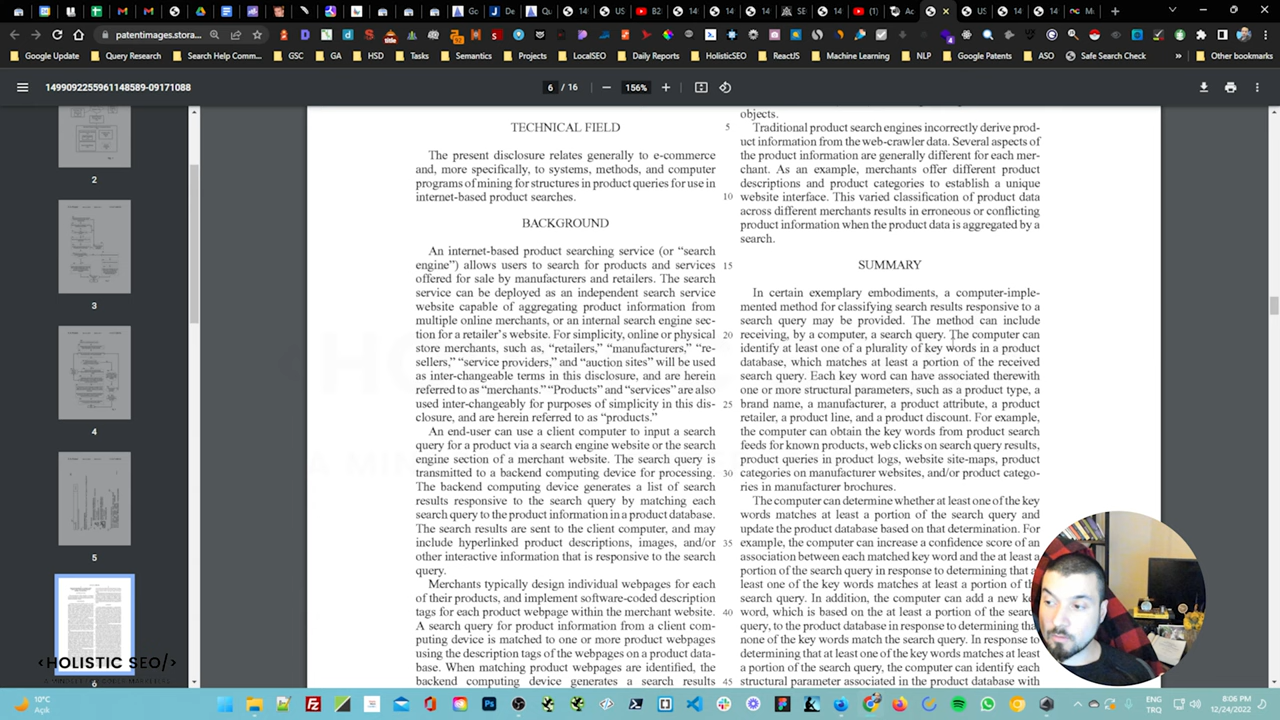 patentimages.stora...
Google Update
Query Research
Search Help Comm...
GSC
GA
HSD
Tasks
Semantics
Projects
LocalSEO
Daily Reports
HolisticSEO
ReactJS
Machine Learning
NLP
Google Patents
ASO
Safe Search Check
Other bookmarks
1499092255961148589-09171088
6 / 16
156%
2
3
4
5
6
TECHNICAL FIELD
The present disclosure relates generally to e-commerce
and, more specifically, to systems, methods, and computer
programs of mining for structures in product queries for use in
internet-based product searches.
BACKGROUND
An internet-based product searching service (or “search
engine”) allows users to search for products and services
offered for sale by manufacturers and retailers. The search
service can be deployed as an independent search service
website capable of aggregating product information from
multiple online merchants, or an internal search engine sec-
tion for a retailer's website. For simplicity, online or physical
store merchants, such as, “retailers,” “manufacturers,” “re-
sellers,” “service providers,” and “auction sites” will be used
as inter-changeable terms in this disclosure, and are herein
referred to as “merchants.” “Products” and “services” are also
used inter-changeably for purposes of simplicity in this dis-
closure, and are herein referred to as “products.”
An end-user can use a client computer to input a search
query for a product via a search engine website or the search
engine section of a merchant website. The search query is
transmitted to a backend computing device for processing.
The backend computing device generates a list of search
results responsive to the search query by matching each
search query to the product information in a product database.
The search results are sent to the client computer, and may
include hyperlinked product descriptions, images, and/or
other interactive information that is responsive to the search
query.
Merchants typically design individual webpages for each
of their products, and implement software-coded description
tags for each product webpage within the merchant website.
A search query for product information from a client com-
puting device is matched to one or more product webpages
using the description tags of the webpages on a product data-
base. When matching product webpages are identified, the
backend computing device generates a search results
5
10
15
20
25
30
35
40
45
objects.
Traditional product search engines incorrectly derive prod-
uct information from the web-crawler data. Several aspects of
the product information are generally different for each mer-
chant. As an example, merchants offer different product
descriptions and product categories to establish a unique
website interface. This varied classification of product data
across different merchants results in erroneous or conflicting
product information when the product data is aggregated by a
search.
SUMMARY
In certain exemplary embodiments, a computer-imple-
mented method for classifying search results responsive to a
search query may be provided. The method can include
receiving, by a computer, a search query. The computer can
identify at least one of a plurality of key words in a product
database, which matches at least a portion of the received
search query. Each key word can have associated therewith
one or more structural parameters, such as a product type, a
brand name, a manufacturer, a product attribute, a product
retailer, a product line, and a product discount. For example,
the computer can obtain the key words from product search
feeds for known products, web clicks on search query results,
product queries in product logs, website site-maps, product
categories on manufacturer websites, and/or product catego-
ries in manufacturer brochures.
The computer can determine whether at least one of the key
words matches at least a portion of the search query and
update the product database based on that determination. For
example, the computer can increase a confidence score of an
association between each matched key word and the at least a
portion of the search query in response to determining that a
least one of the key words matches at least a portion of the
search query. In addition, the computer can add a new key
word, which is based on the at least a portion of the search
query, to the product database in response to determining that
none of the key words match the search query. In response to
determining that at least one of the key words matches at least
a portion of the search query, the computer can identify each
structural parameter associated in the product database with
<HOLISTIC SEO/>
10°C
Açık
ENG
TRQ
8:06 PM
12/24/2022